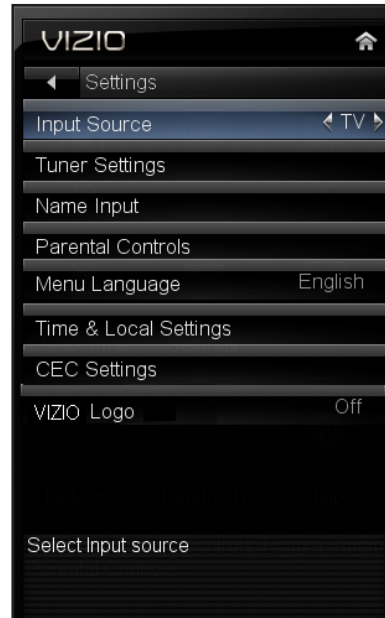 VIZIO
Settings
Input Source TV
Tuner Settings
Name Input
Parental Controls
Menu Language English
Time & Local Settings
CEC Settings
VIZIO Logo Off
Select Input source